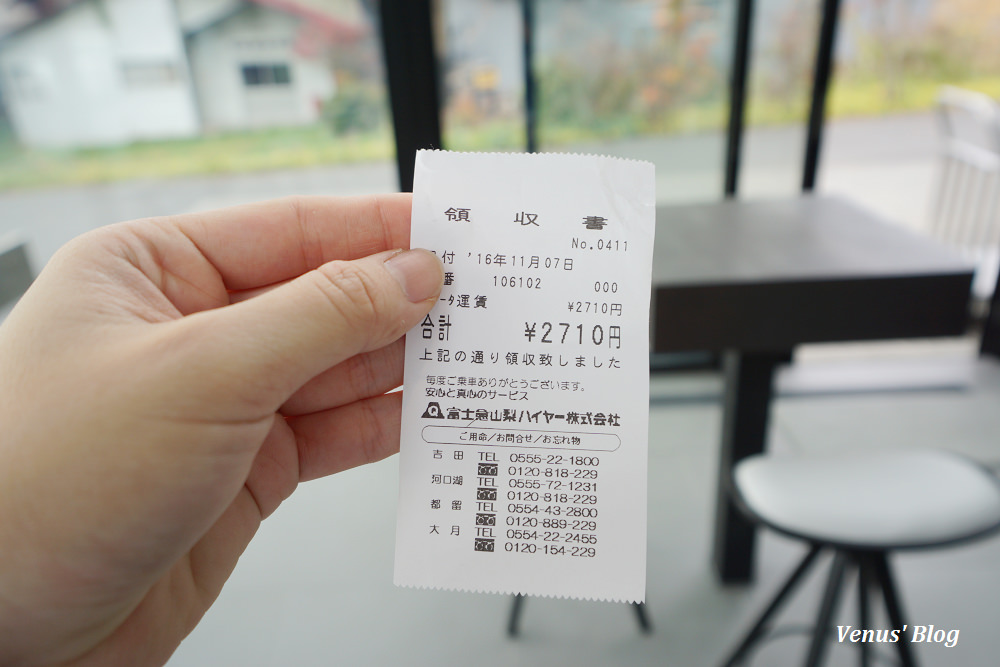 領収書
No.0411
付 '16年11月07日
番 106102 000
ータ運賃 ¥2710円
合計 ¥2710円
上記の通り領収致しました
毎度ご乗車ありがとうございます。
安心と真心のサービス
富士急山梨ハイヤー株式会社
ご用命/お問合せ/お忘れ物
吉田 TEL 0555-22-1800
0120-818-229
河口湖 TEL 0555-72-1231
0120-818-229
都留 TEL 0554-43-2800
0120-889-229
大月 TEL 0554-22-2455
0120-154-229
Venus' Blog